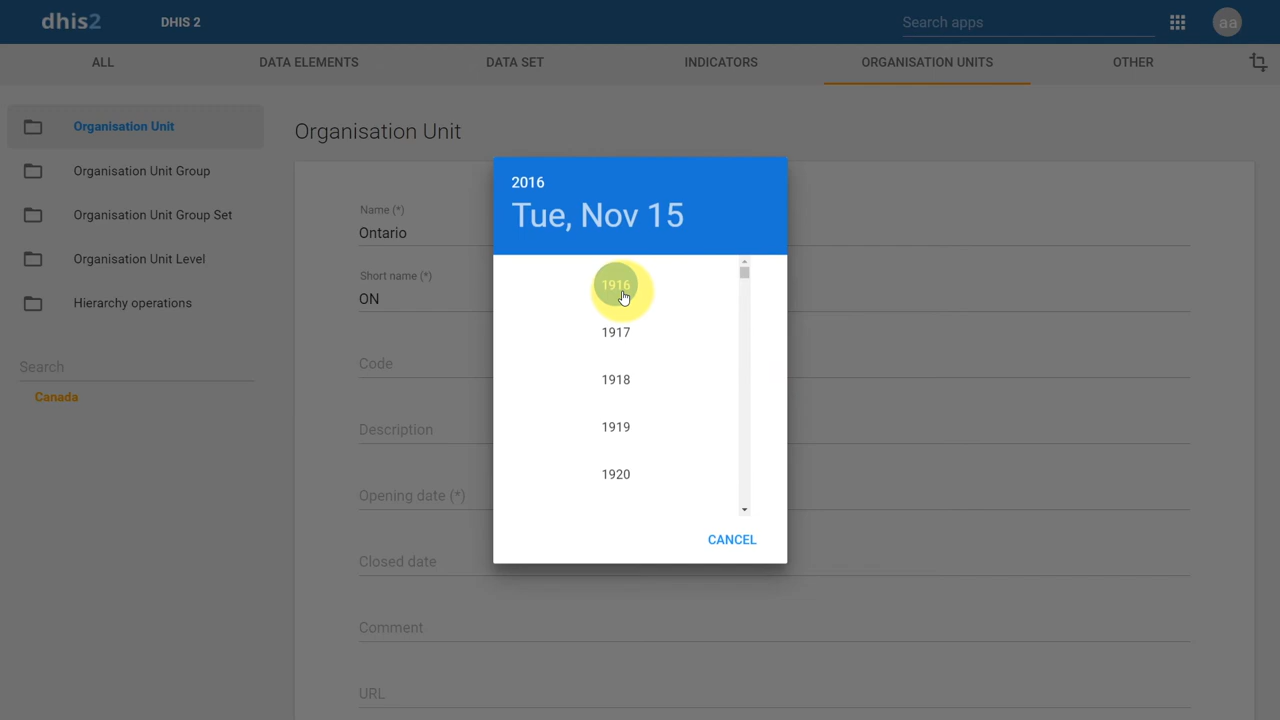 dhis2
DHIS 2
Search apps
aa
ALL
DATA ELEMENTS
DATA SET
INDICATORS
ORGANISATION UNITS
OTHER
Organisation Unit
Organisation Unit Group
Organisation Unit Group Set
Organisation Unit Level
Hierarchy operations
Search
Canada
Organisation Unit
Name (*)
Ontario
Short name (*)
ON
Code
Description
Opening date (*)
Closed date
Comment
URL
2016
Tue, Nov 15
1916
1917
1918
1919
1920
CANCEL